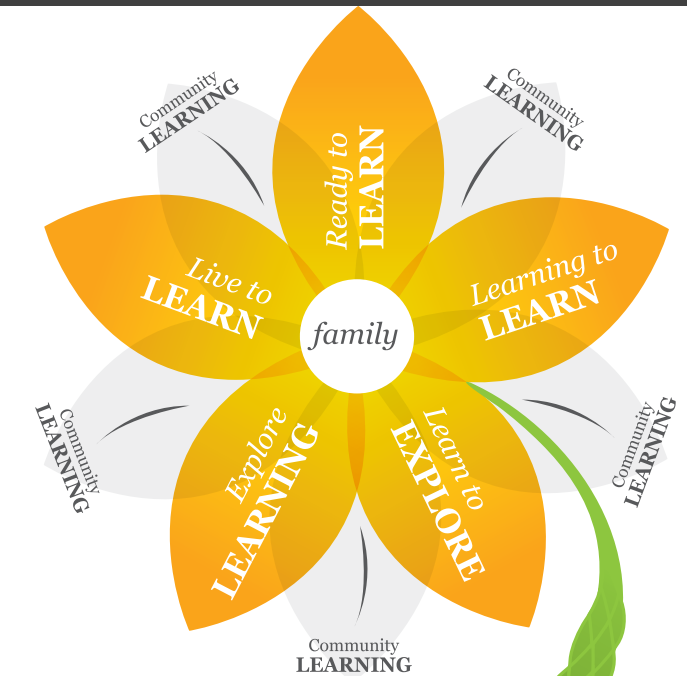 Community
LEARNING
Community
LEARNING
Ready to
LEARN
Live to
LEARN
Learning to
LEARN
family
Explore
LEARNING
Learn to
EXPLORE
Community
LEARNING
Community
LEARNING
Community
LEARNING